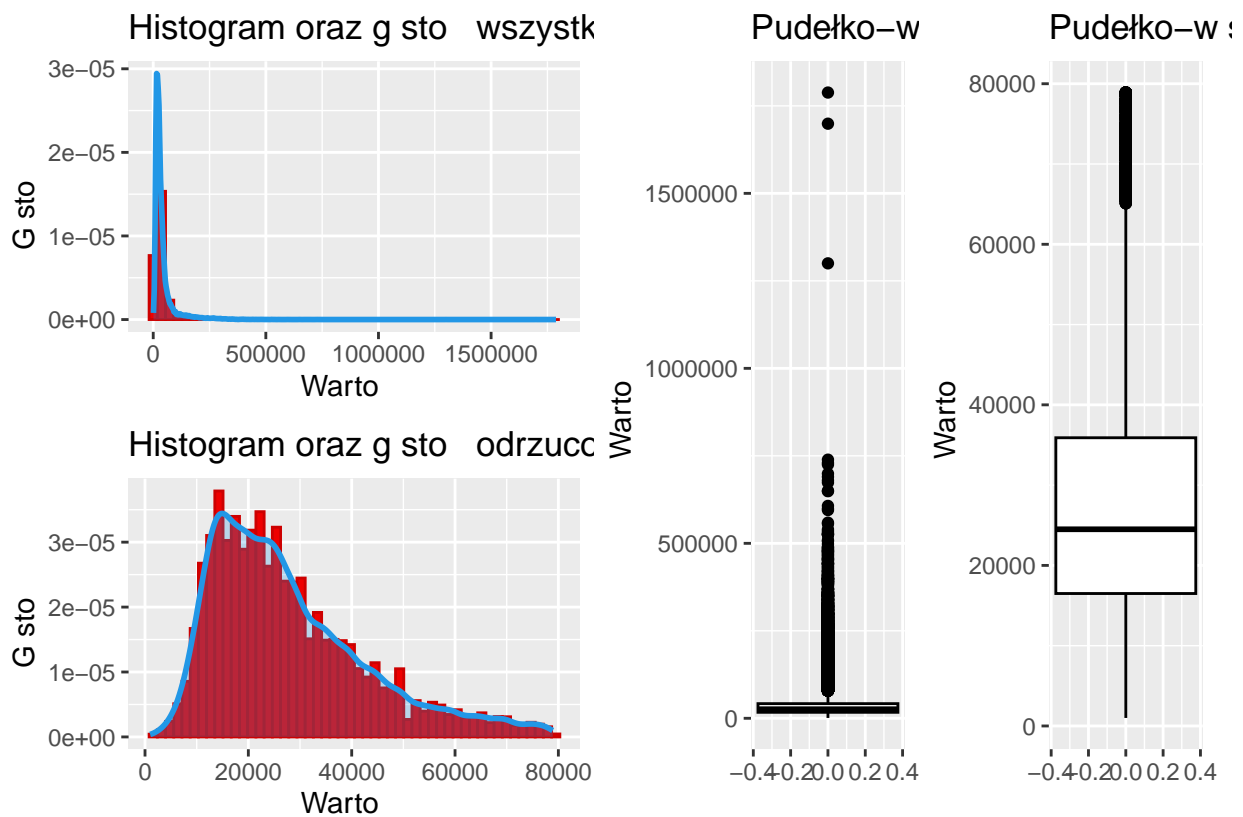 Histogram oraz g sto   wszystk
3e−05
2e−05
1e−05
0e+00
G sto
0 500000 1000000 1500000
Warto
Histogram oraz g sto   odrzuco
3e−05
2e−05
1e−05
0e+00
G sto
0 20000 40000 60000 80000
Warto
Pudełko−w
1500000
1000000
500000
0
Warto
−0.4 −0.2 0.0 0.2 0.4
Pudełko−w s
80000
60000
40000
20000
0
Warto
−0.4 −0.2 0.0 0.2 0.4